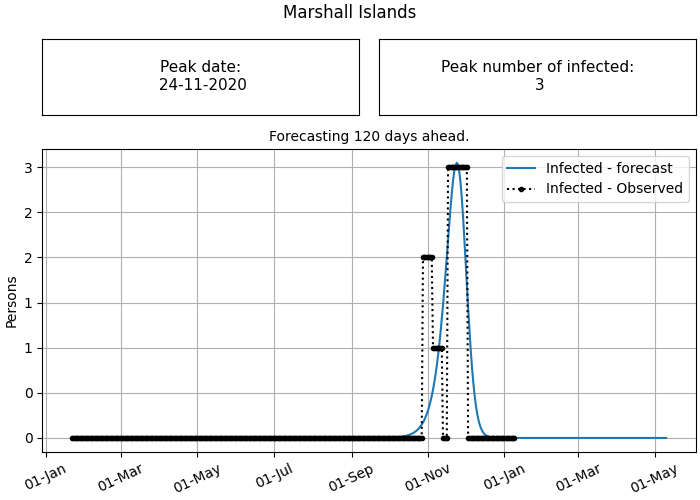 Marshall Islands
Peak date:
24-11-2020
Peak number of infected:
3
Forecasting 120 days ahead.
Infected - forecast
Infected - Observed
Persons
3
2
2
1
1
0
0
01-Jan
01-Mar
01-May
01-Jul
01-Sep
01-Nov
01-Jan
01-Mar
01-May